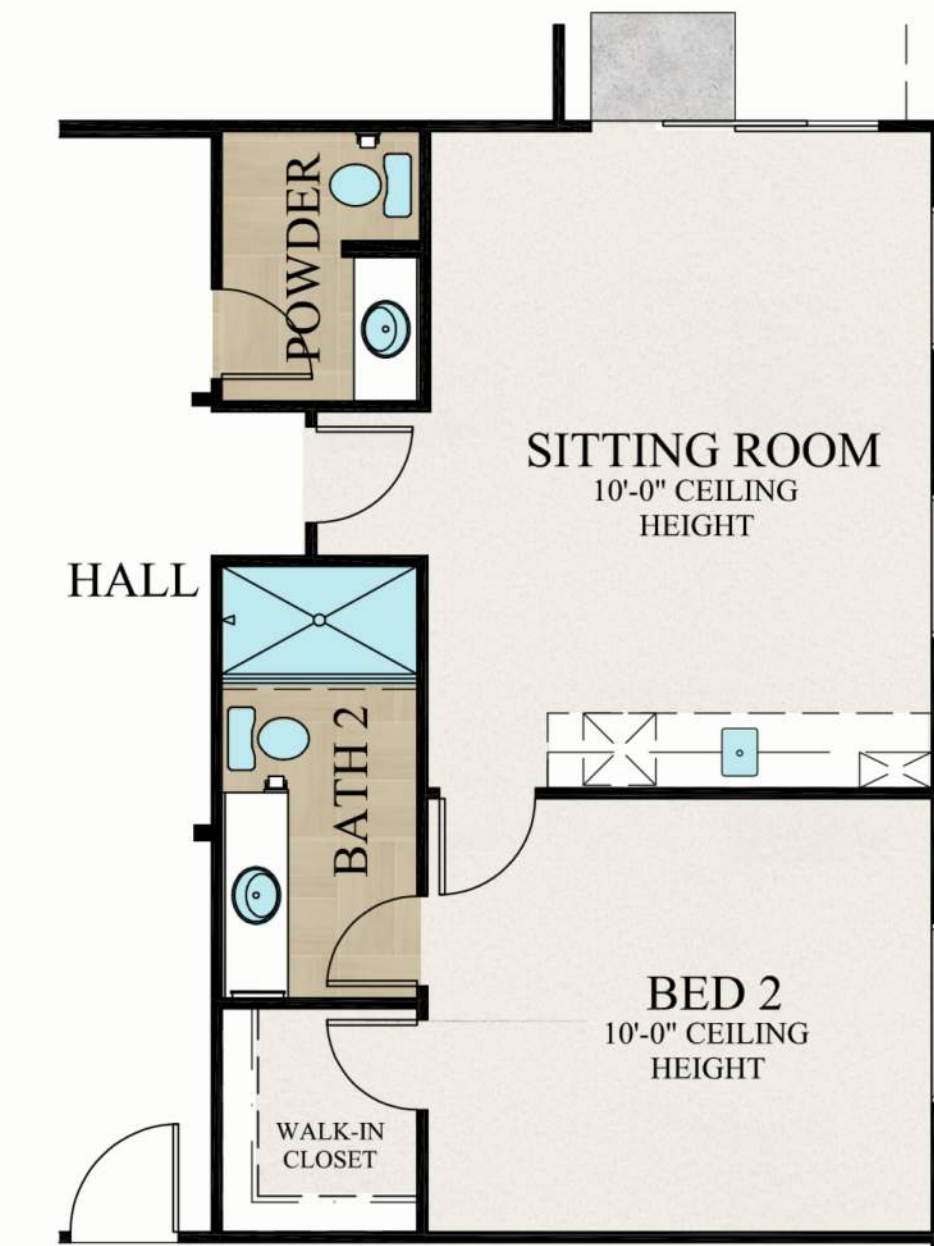 POWDER
SITTING ROOM
10'-0" CEILING
HEIGHT
HALL
BATH 2
BED 2
10'-0" CEILING
HEIGHT
WALK-IN
CLOSET